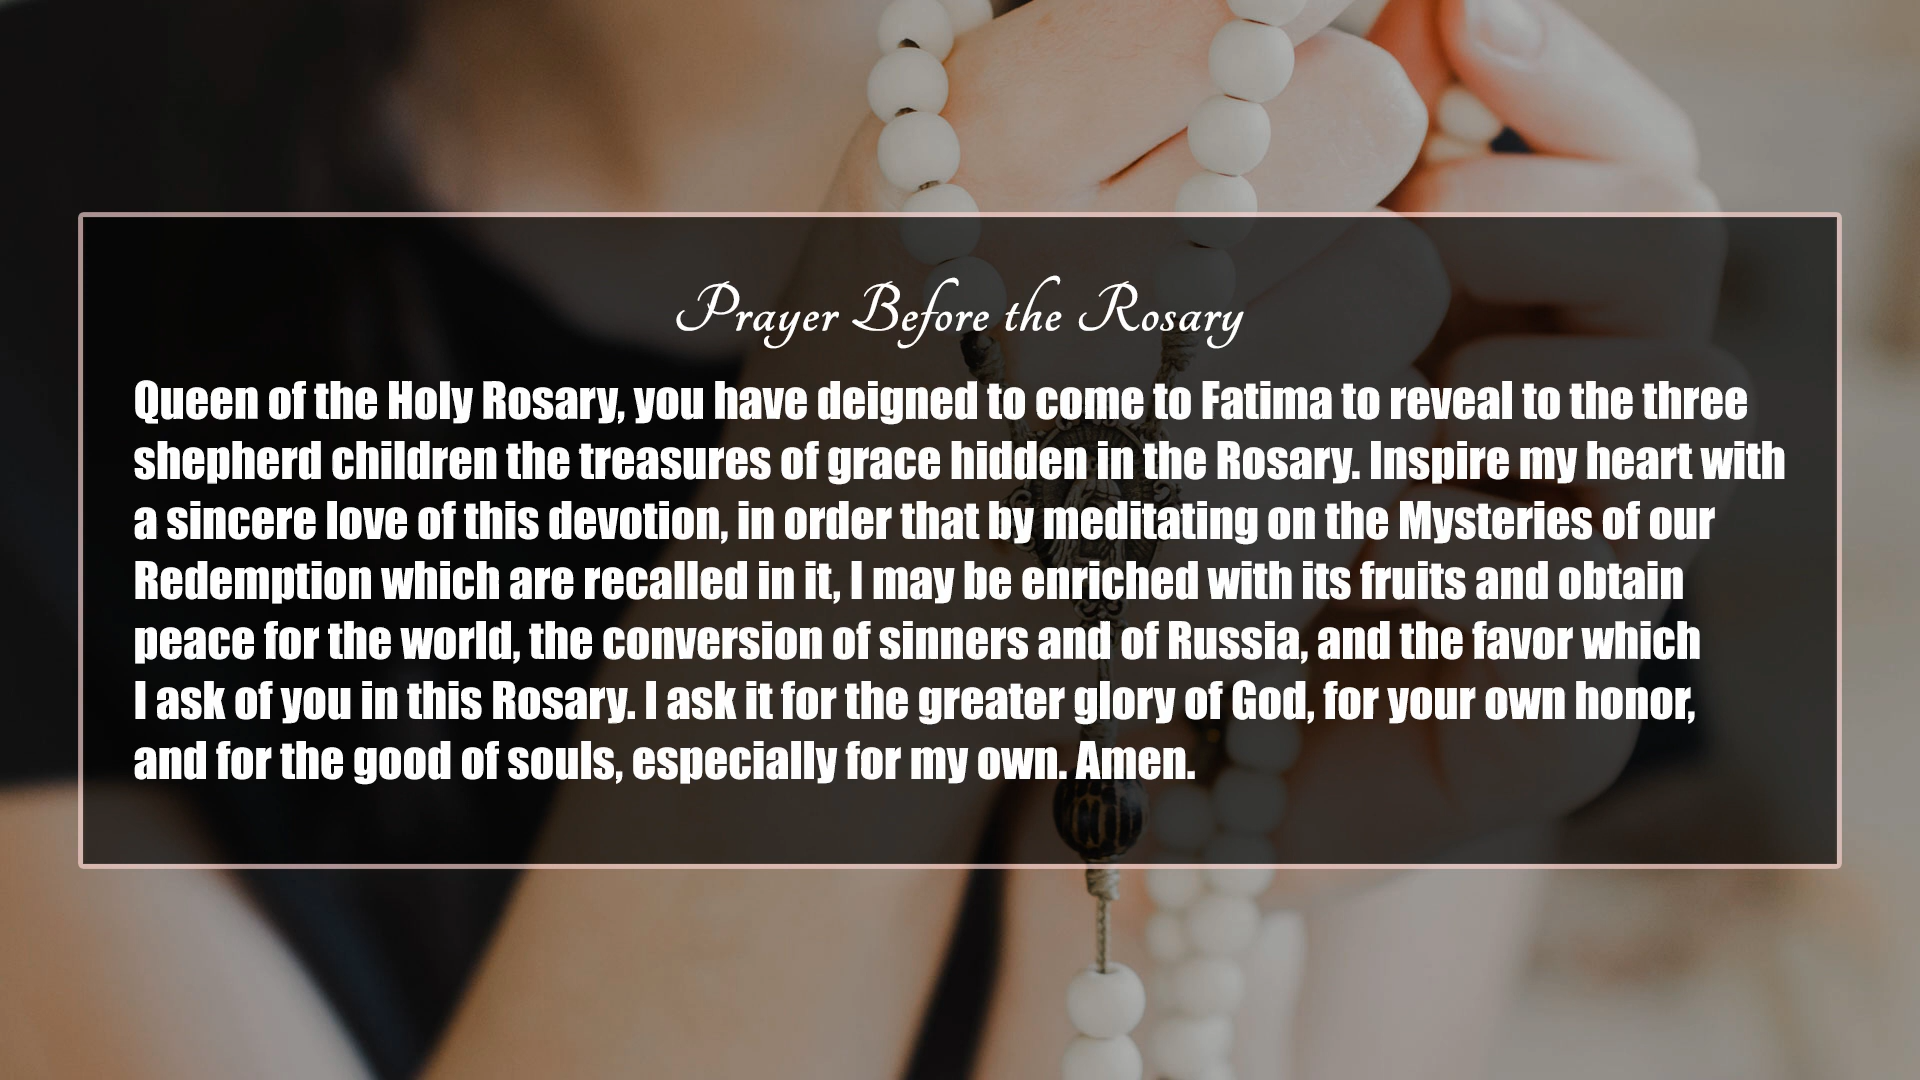 Prayer Before the Rosary
Queen of the Holy Rosary, you have deigned to come to Fatima to reveal to the three
shepherd children the treasures of grace hidden in the Rosary. Inspire my heart with
a sincere love of this devotion, in order that by meditating on the Mysteries of our
Redemption which are recalled in it, I may be enriched with its fruits and obtain
peace for the world, the conversion of sinners and of Russia, and the favor which
I ask of you in this Rosary. I ask it for the greater glory of God, for your own honor,
and for the good of souls, especially for my own. Amen.